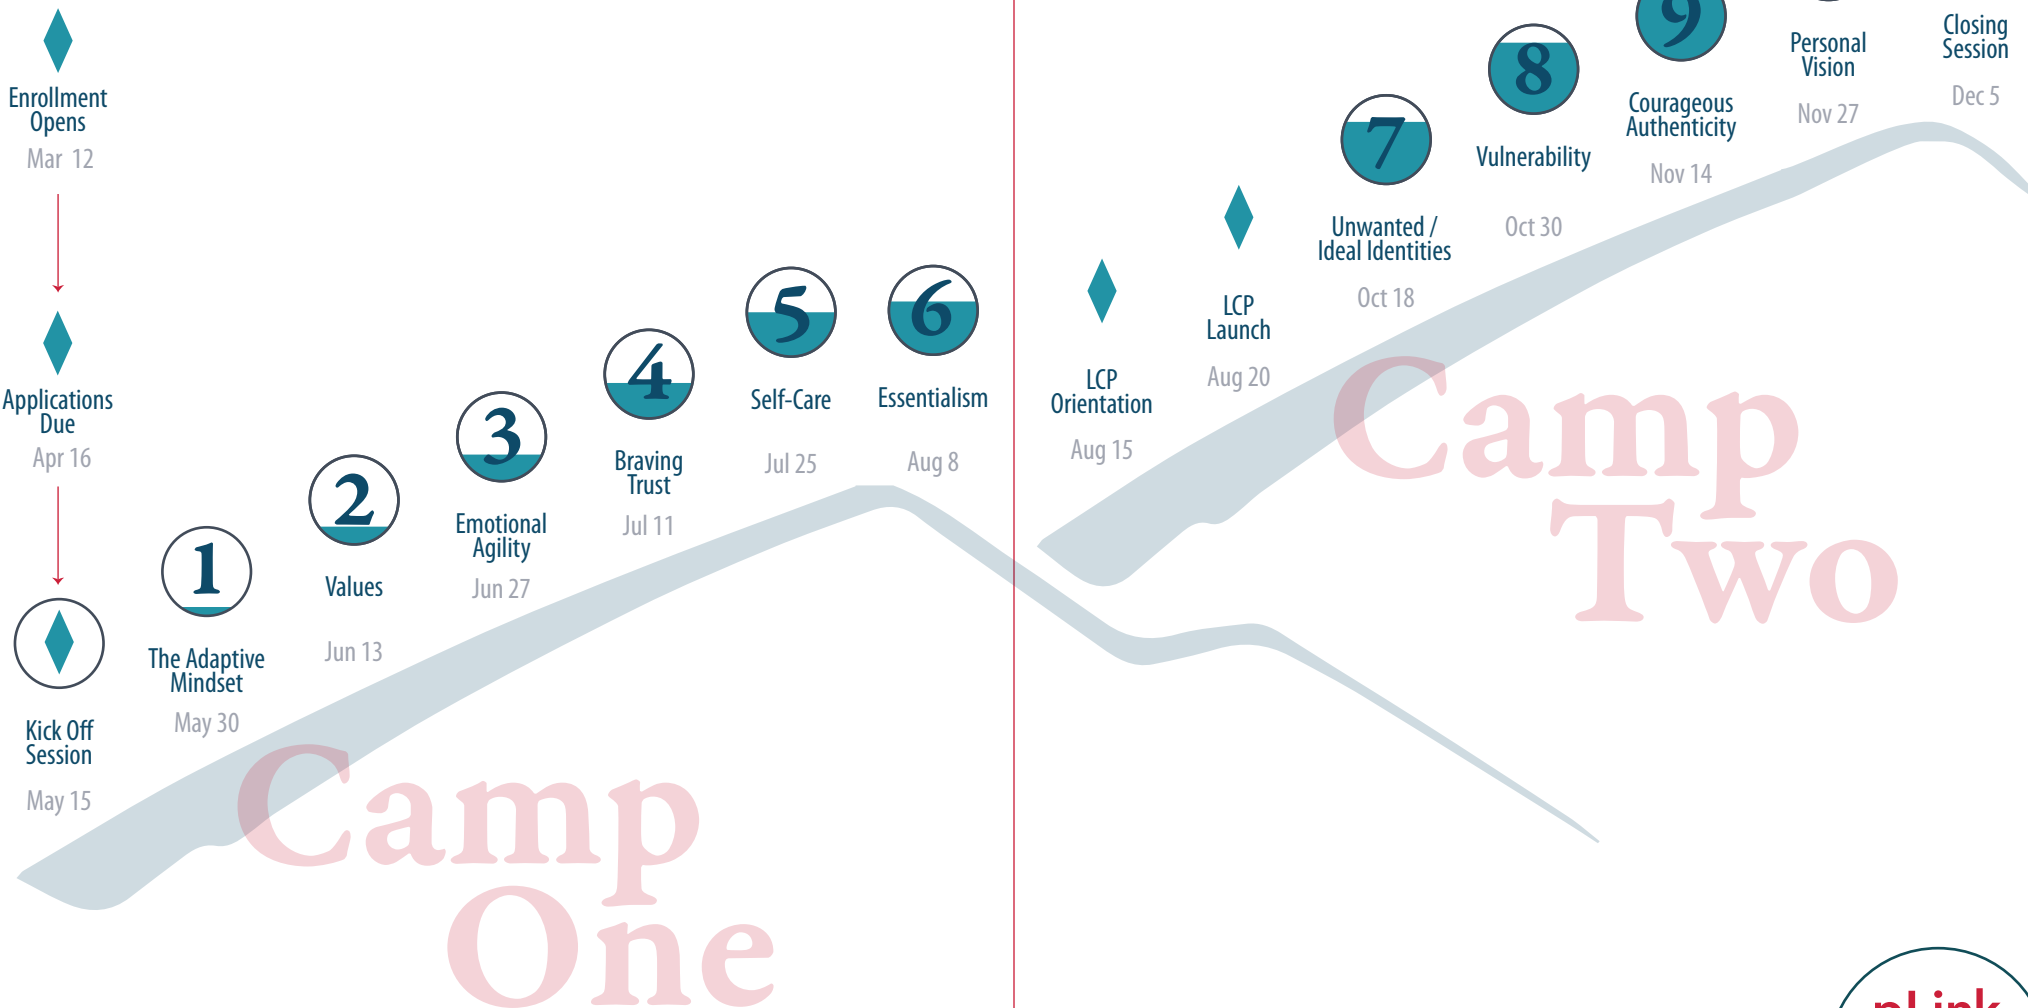 Enrollment
Opens
Mar 12
Applications
Due
Apr 16
Kick Off
Session
May 15
1
The Adaptive
Mindset
May 30
2
Values
Jun 13
3
Emotional
Agility
Jun 27
4
Braving
Trust
Jul 11
5
Self-Care
Jul 25
6
Essentialism
Aug 8
Camp
One
LCP
Orientation
Aug 15
LCP
Launch
Aug 20
7
Unwanted /
Ideal Identities
Oct 18
8
Vulnerability
Oct 30
9
Courageous
Authenticity
Nov 14
Personal
Vision
Nov 27
Closing
Session
Dec 5
Camp
Two
pLink